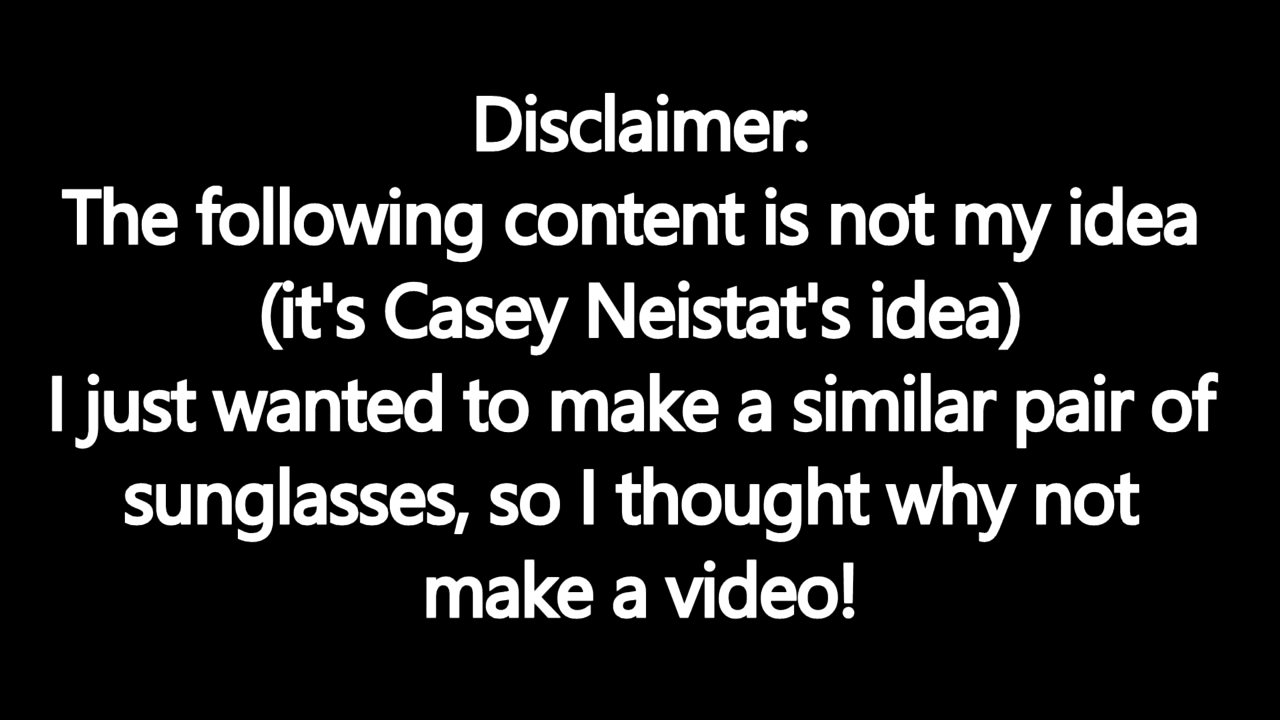 Disclaimer:
The following content is not my idea
(it's Casey Neistat's idea)
I just wanted to make a similar pair of
sunglasses, so I thought why not
make a video!